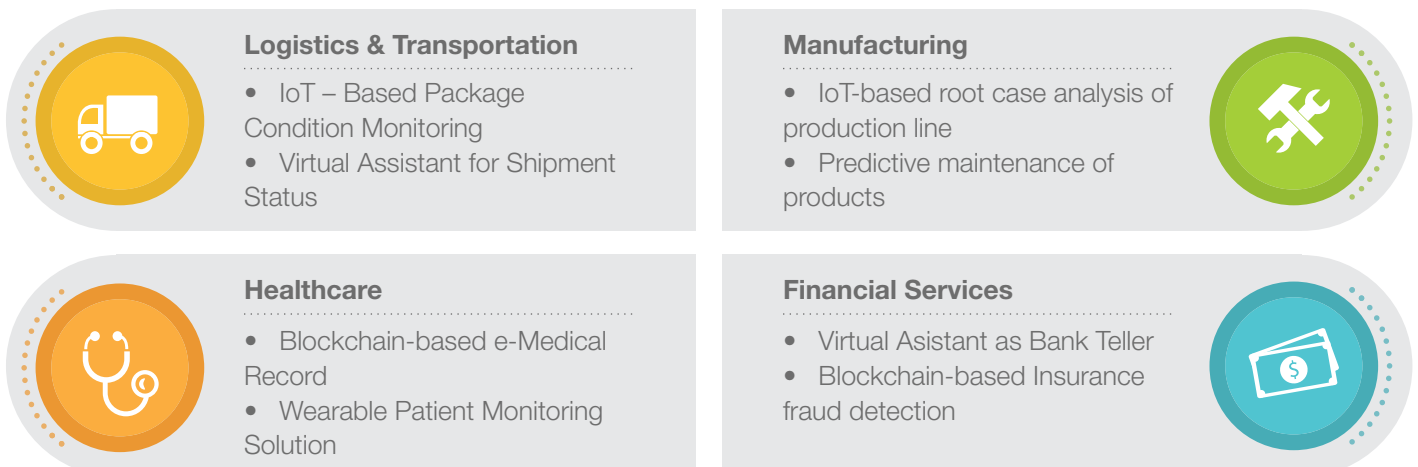 Logistics & Transportation
• IoT – Based Package
Condition Monitoring
• Virtual Assistant for Shipment
Status
Manufacturing
• IoT-based root case analysis of
production line
• Predictive maintenance of
products
Healthcare
• Blockchain-based e-Medical
Record
• Wearable Patient Monitoring
Solution
Financial Services
• Virtual Asistant as Bank Teller
• Blockchain-based Insurance
fraud detection
$